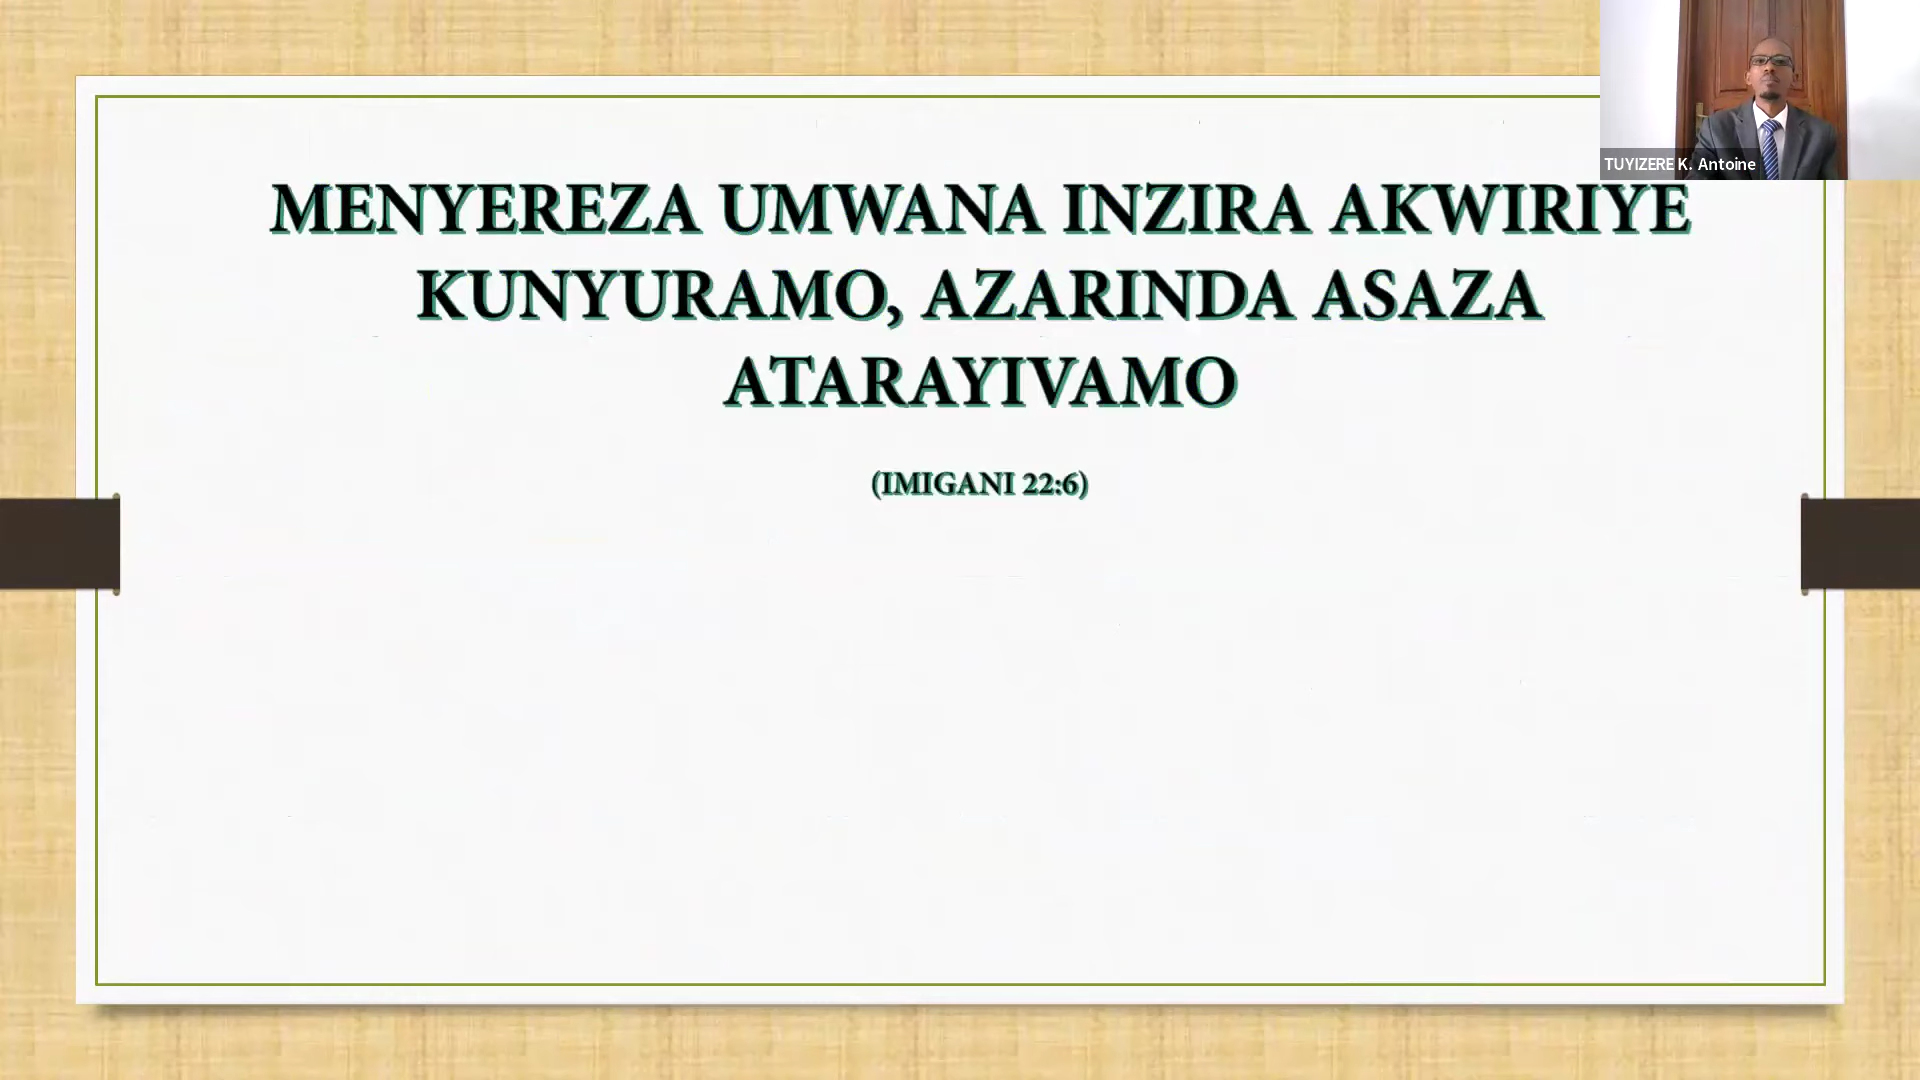 TUYIZERE K. Antoine
MENYEREZA UMWANA INZIRA AKWIRIYE
KUNYURAMO, AZARINDA ASAZA
ATARAYIVAMO
(IMIGANI 22:6)